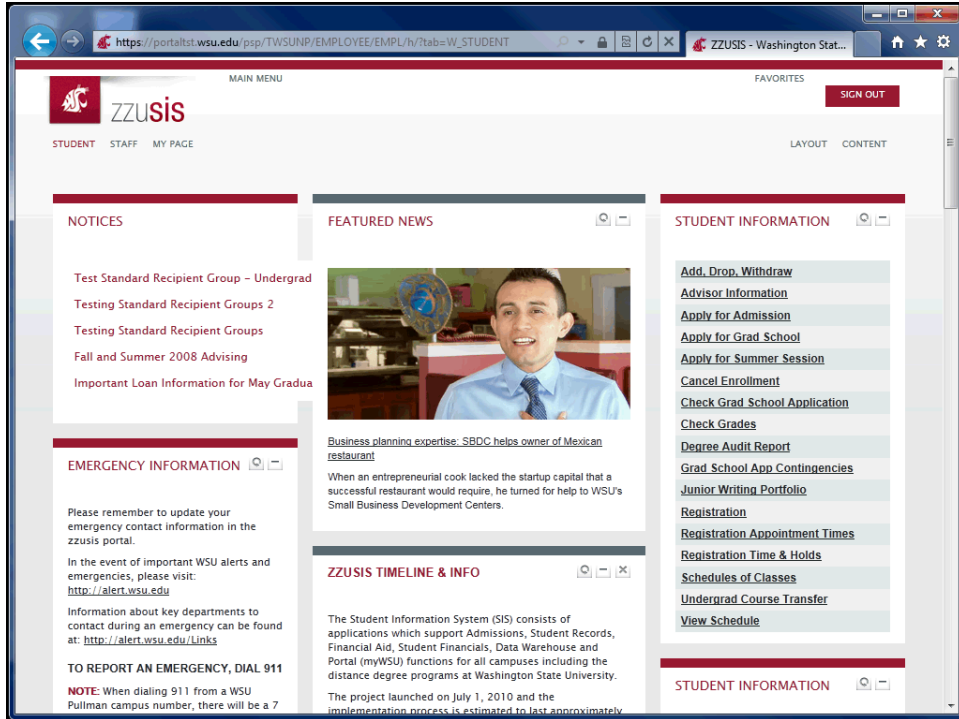 https://portaltst.wsu.edu/psp/TWSUNP/EMPLOYEE/EMPL/h/?tab=W_STUDENT
ZZUSIS - Washington Stat...
MAIN MENU
FAVORITES
SIGN OUT
zzusis
STUDENT STAFF MY PAGE
LAYOUT CONTENT
NOTICES
Test Standard Recipient Group - Undergrad
Testing Standard Recipient Groups 2
Testing Standard Recipient Groups
Fall and Summer 2008 Advising
Important Loan Information for May Gradua
EMERGENCY INFORMATION
Please remember to update your
emergency contact information in the
zzusis portal.
In the event of important WSU alerts and
emergencies, please visit:
http://alert.wsu.edu
Information about key departments to
contact during an emergency can be found
at: http://alert.wsu.edu/Links
TO REPORT AN EMERGENCY, DIAL 911
NOTE: When dialing 911 from a WSU
Pullman campus number, there will be a 7
FEATURED NEWS
Business planning expertise: SBDC helps owner of Mexican
restaurant
When an entrepreneurial cook lacked the startup capital that a
successful restaurant would require, he turned for help to WSU's
Small Business Development Centers.
ZZUSIS TIMELINE & INFO
The Student Information System (SIS) consists of
applications which support Admissions, Student Records,
Financial Aid, Student Financials, Data Warehouse and
Portal (myWSU) functions for all campuses including the
distance degree programs at Washington State University.
The project launched on July 1, 2010 and the
implementation process is estimated to last approximately
STUDENT INFORMATION
Add, Drop, Withdraw
Advisor Information
Apply for Admission
Apply for Grad School
Apply for Summer Session
Cancel Enrollment
Check Grad School Application
Check Grades
Degree Audit Report
Grad School App Contingencies
Junior Writing Portfolio
Registration
Registration Appointment Times
Registration Time & Holds
Schedules of Classes
Undergrad Course Transfer
View Schedule
STUDENT INFORMATION